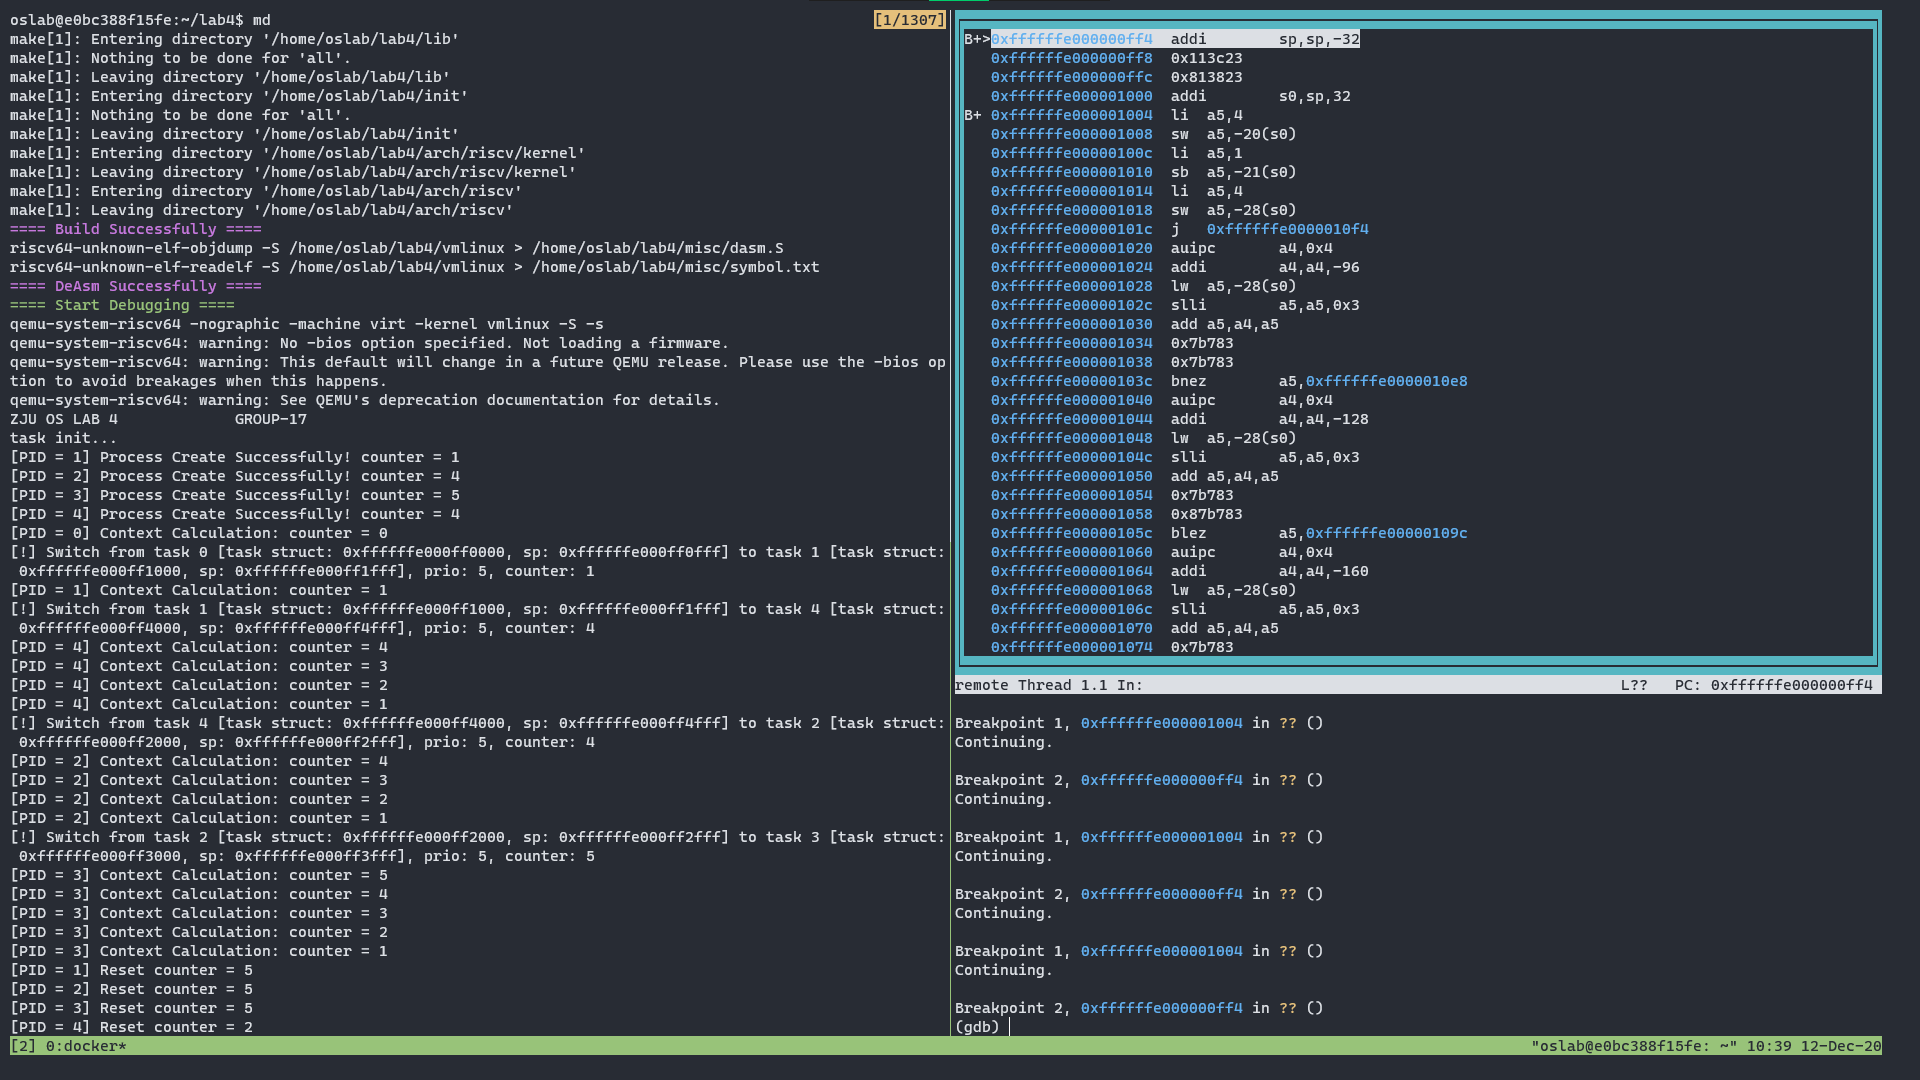 oslab@e0bc388f15fe:~/lab4$ md
[1/1307]
make[1]: Entering directory '/home/oslab/lab4/lib'
make[1]: Nothing to be done for 'all'.
make[1]: Leaving directory '/home/oslab/lab4/lib'
make[1]: Entering directory '/home/oslab/lab4/init'
make[1]: Nothing to be done for 'all'.
make[1]: Leaving directory '/home/oslab/lab4/init'
make[1]: Entering directory '/home/oslab/lab4/arch/riscv/kernel'
make[1]: Leaving directory '/home/oslab/lab4/arch/riscv/kernel'
make[1]: Entering directory '/home/oslab/lab4/arch/riscv'
make[1]: Leaving directory '/home/oslab/lab4/arch/riscv'
==== Build Successfully ====
riscv64-unknown-elf-objdump -S /home/oslab/lab4/vmlinux > /home/oslab/lab4/misc/dasm.S
riscv64-unknown-elf-readelf -S /home/oslab/lab4/vmlinux > /home/oslab/lab4/misc/symbol.txt
==== DeAsm Successfully ====
==== Start Debugging ====
qemu-system-riscv64 -nographic -machine virt -kernel vmlinux -S -s
qemu-system-riscv64: warning: No -bios option specified. Not loading a firmware.
qemu-system-riscv64: warning: This default will change in a future QEMU release. Please use the -bios op
tion to avoid breakages when this happens.
qemu-system-riscv64: warning: See QEMU's deprecation documentation for details.
ZJU OS LAB 4             GROUP-17
task init...
[PID = 1] Process Create Successfully! counter = 1
[PID = 2] Process Create Successfully! counter = 4
[PID = 3] Process Create Successfully! counter = 5
[PID = 4] Process Create Successfully! counter = 4
[PID = 0] Context Calculation: counter = 0
[!] Switch from task 0 [task struct: 0xffffffe000ff0000, sp: 0xffffffe000ff0fff] to task 1 [task struct:
 0xffffffe000ff1000, sp: 0xffffffe000ff1fff], prio: 5, counter: 1
[PID = 1] Context Calculation: counter = 1
[!] Switch from task 1 [task struct: 0xffffffe000ff1000, sp: 0xffffffe000ff1fff] to task 4 [task struct:
 0xffffffe000ff4000, sp: 0xffffffe000ff4fff], prio: 5, counter: 4
[PID = 4] Context Calculation: counter = 4
[PID = 4] Context Calculation: counter = 3
[PID = 4] Context Calculation: counter = 2
[PID = 4] Context Calculation: counter = 1
[!] Switch from task 4 [task struct: 0xffffffe000ff4000, sp: 0xffffffe000ff4fff] to task 2 [task struct:
 0xffffffe000ff2000, sp: 0xffffffe000ff2fff], prio: 5, counter: 4
[PID = 2] Context Calculation: counter = 4
[PID = 2] Context Calculation: counter = 3
[PID = 2] Context Calculation: counter = 2
[PID = 2] Context Calculation: counter = 1
[!] Switch from task 2 [task struct: 0xffffffe000ff2000, sp: 0xffffffe000ff2fff] to task 3 [task struct:
 0xffffffe000ff3000, sp: 0xffffffe000ff3fff], prio: 5, counter: 5
[PID = 3] Context Calculation: counter = 5
[PID = 3] Context Calculation: counter = 4
[PID = 3] Context Calculation: counter = 3
[PID = 3] Context Calculation: counter = 2
[PID = 3] Context Calculation: counter = 1
[PID = 1] Reset counter = 5
[PID = 2] Reset counter = 5
[PID = 3] Reset counter = 5
[PID = 4] Reset counter = 2
B+>0xffffffe000000ff4  addi        sp,sp,-32
0xffffffe000000ff8  0x113c23
0xffffffe000000ffc  0x813823
0xffffffe000001000  addi        s0,sp,32
B+ 0xffffffe000001004  li  a5,4
0xffffffe000001008  sw  a5,-20(s0)
0xffffffe00000100c  li  a5,1
0xffffffe000001010  sb  a5,-21(s0)
0xffffffe000001014  li  a5,4
0xffffffe000001018  sw  a5,-28(s0)
0xffffffe00000101c  j   0xffffffe0000010f4
0xffffffe000001020  auipc       a4,0x4
0xffffffe000001024  addi        a4,a4,-96
0xffffffe000001028  lw  a5,-28(s0)
0xffffffe00000102c  slli        a5,a5,0x3
0xffffffe000001030  add a5,a4,a5
0xffffffe000001034  0x7b783
0xffffffe000001038  0x7b783
0xffffffe00000103c  bnez        a5,0xffffffe0000010e8
0xffffffe000001040  auipc       a4,0x4
0xffffffe000001044  addi        a4,a4,-128
0xffffffe000001048  lw  a5,-28(s0)
0xffffffe00000104c  slli        a5,a5,0x3
0xffffffe000001050  add a5,a4,a5
0xffffffe000001054  0x7b783
0xffffffe000001058  0x87b783
0xffffffe00000105c  blez        a5,0xffffffe00000109c
0xffffffe000001060  auipc       a4,0x4
0xffffffe000001064  addi        a4,a4,-160
0xffffffe000001068  lw  a5,-28(s0)
0xffffffe00000106c  slli        a5,a5,0x3
0xffffffe000001070  add a5,a4,a5
0xffffffe000001074  0x7b783
remote Thread 1.1 In:                                                     L??   PC: 0xffffffe000000ff4
Breakpoint 1, 0xffffffe000001004 in ?? ()
Continuing.
Breakpoint 2, 0xffffffe000000ff4 in ?? ()
Continuing.
Breakpoint 1, 0xffffffe000001004 in ?? ()
Continuing.
Breakpoint 2, 0xffffffe000000ff4 in ?? ()
Continuing.
Breakpoint 1, 0xffffffe000001004 in ?? ()
Continuing.
Breakpoint 2, 0xffffffe000000ff4 in ?? ()
(gdb)
[2] 0:docker*
"oslab@e0bc388f15fe: ~" 10:39 12-Dec-20